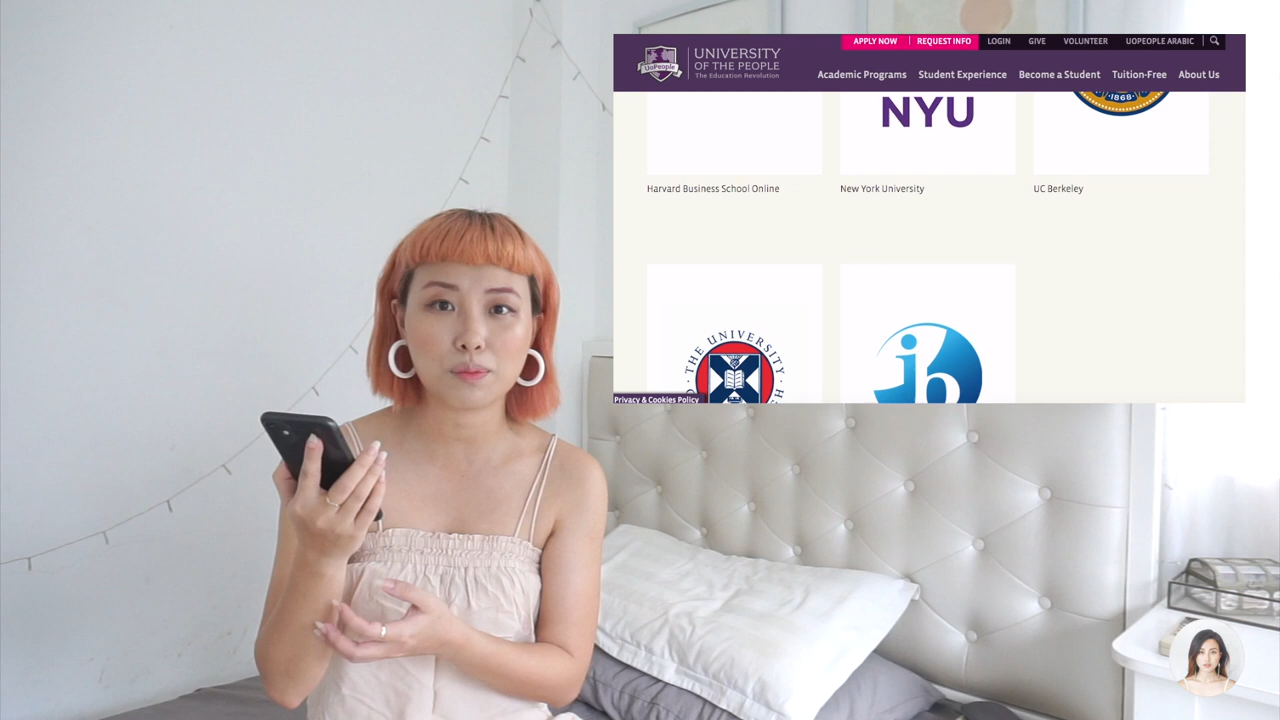 APPLY NOW
REQUEST INFO
LOGIN
GIVE
VOLUNTEER
UOPEOPLE ARABIC
UoPeople
UNIVERSITY
OF THE PEOPLE
The Education Revolution
Academic Programs
Student Experience
Become a Student
Tuition-Free
About Us
NYU
·1868·
Harvard Business School Online
New York University
UC Berkeley
THE UNIVERSITY
ib
Privacy & Cookies Policy